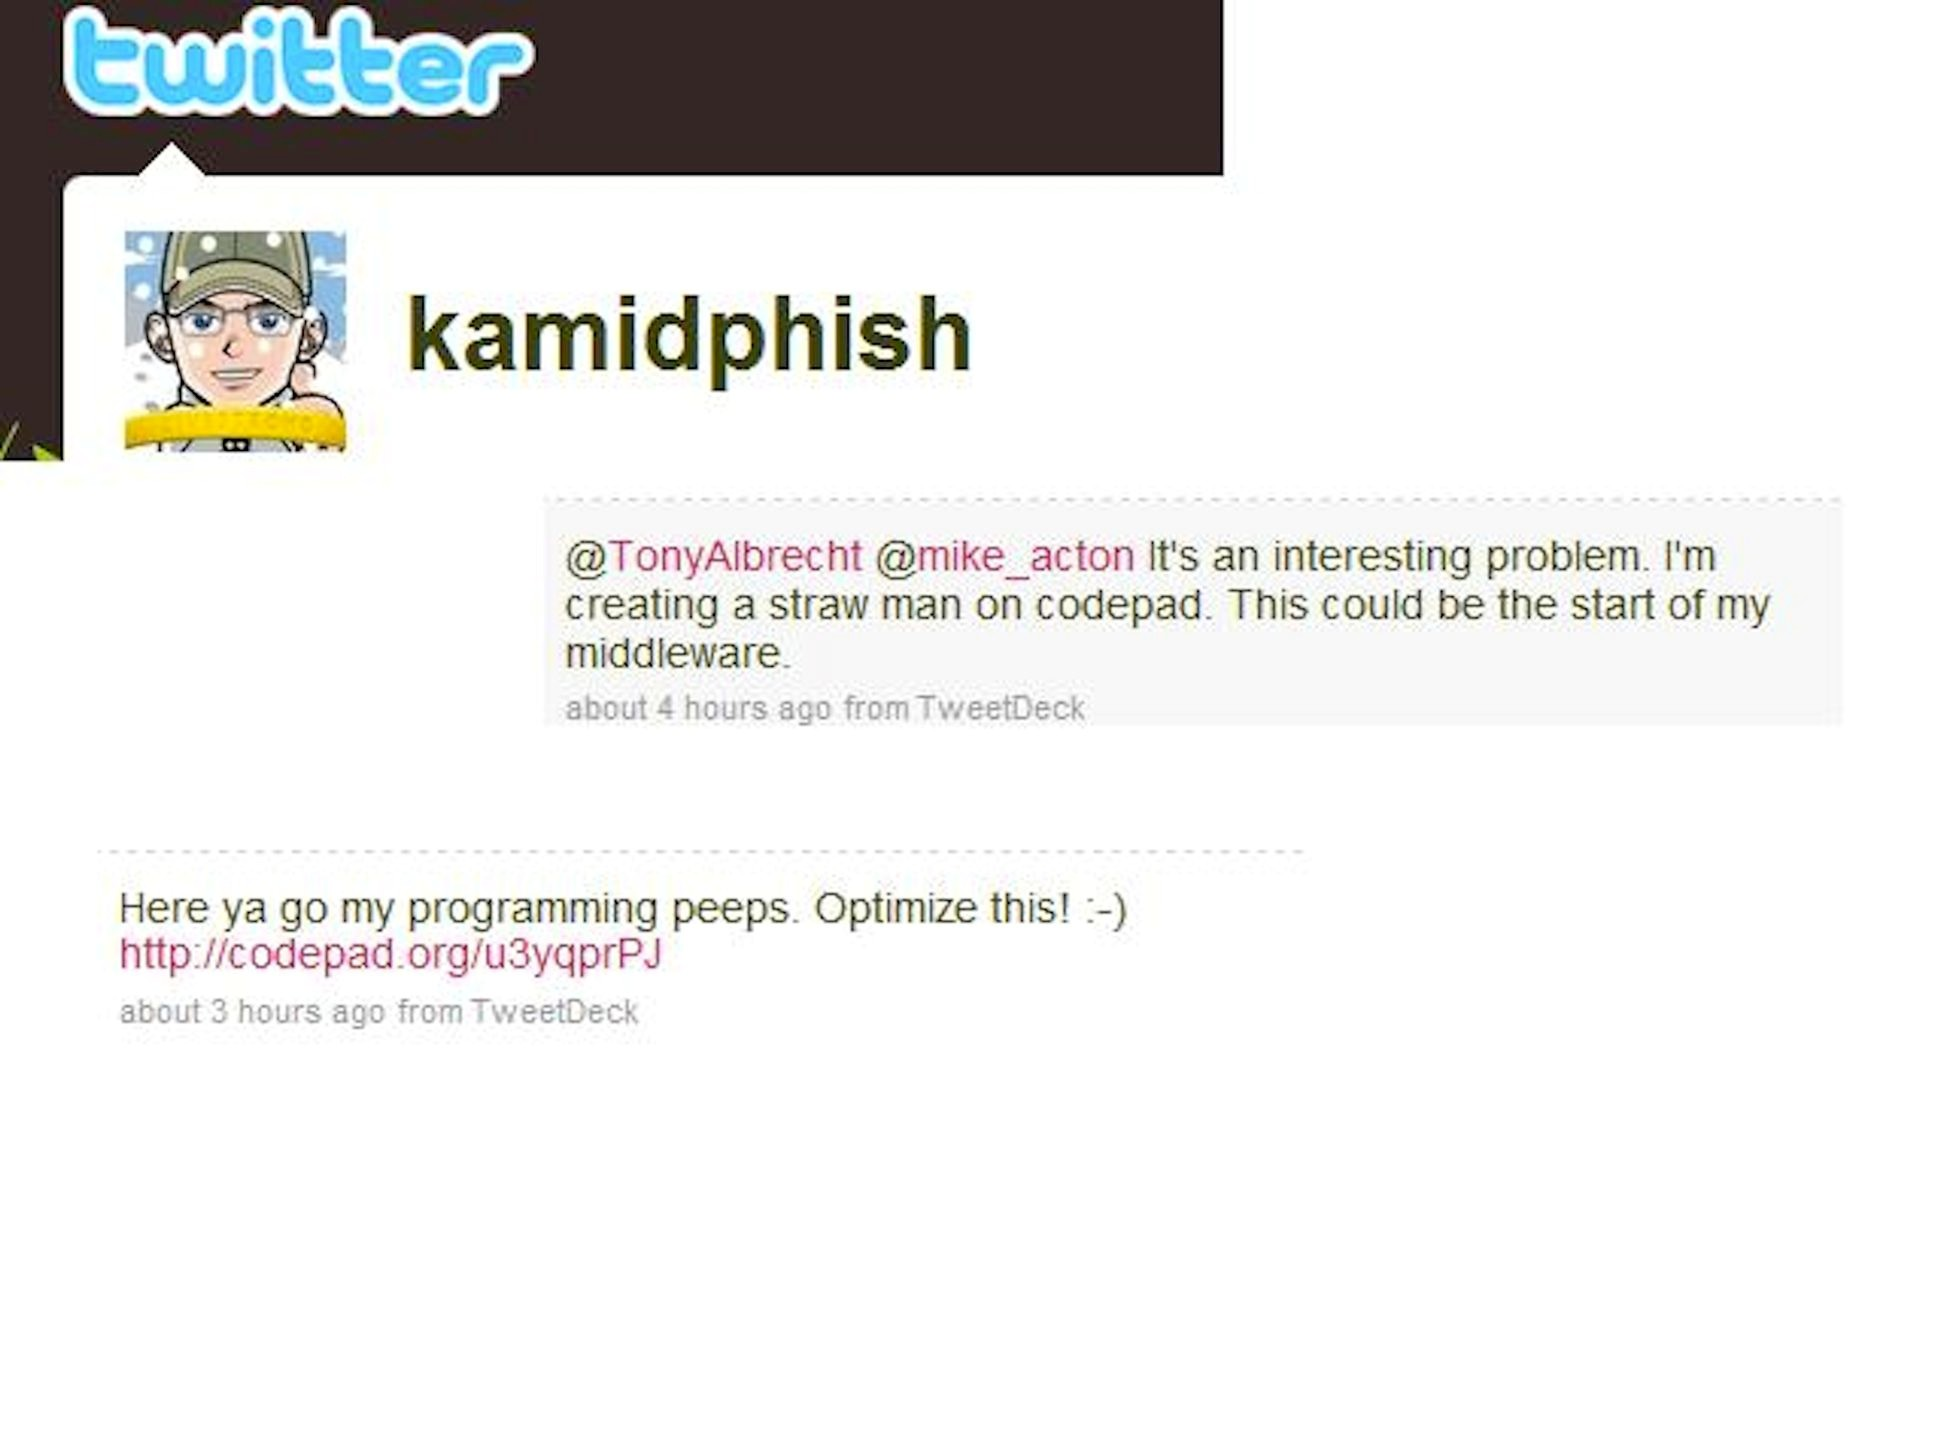 twitter
kamidphish
@TonyAlbrecht @mike_acton It's an interesting problem. I'm
creating a straw man on codepad. This could be the start of my
middleware.
about 4 hours ago from TweetDeck
Here ya go my programming peeps. Optimize this! :-)
http://codepad.org/u3yqprPJ
about 3 hours ago from TweetDeck